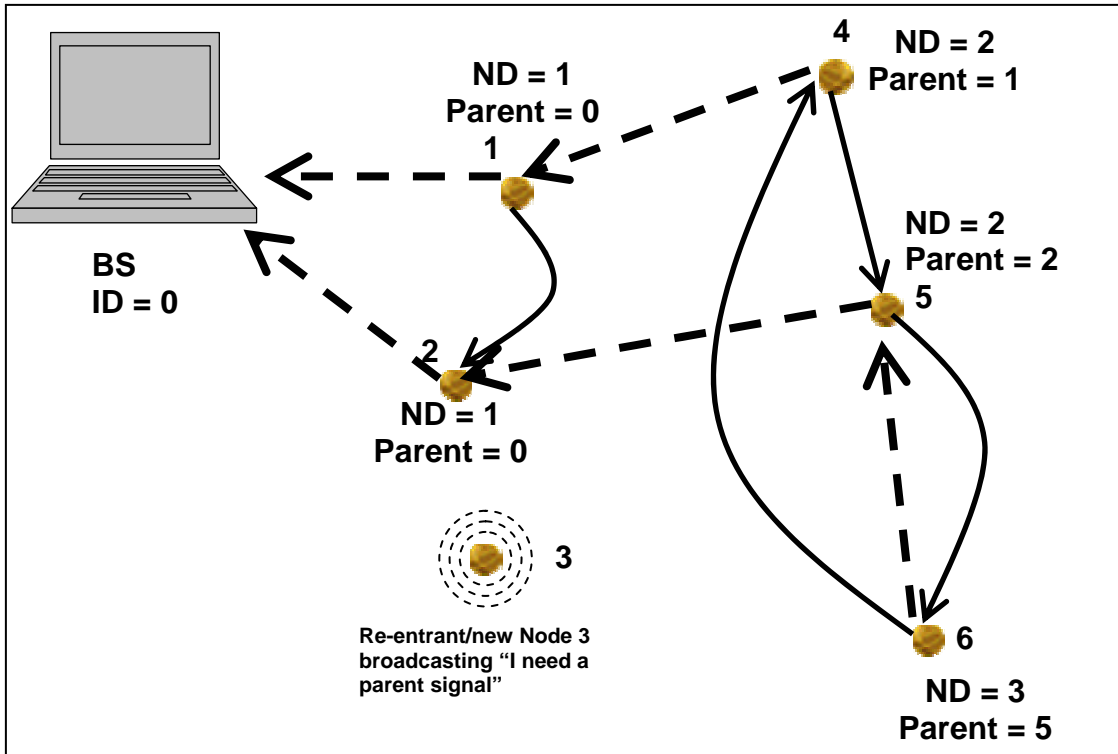 4
ND = 2
Parent = 1
ND = 1
Parent = 0
1
BS
ID = 0
ND = 2
Parent = 2
5
2
ND = 1
Parent = 0
3
Re-entrant/new Node 3
broadcasting “I need a
parent signal”
6
ND = 3
Parent = 5